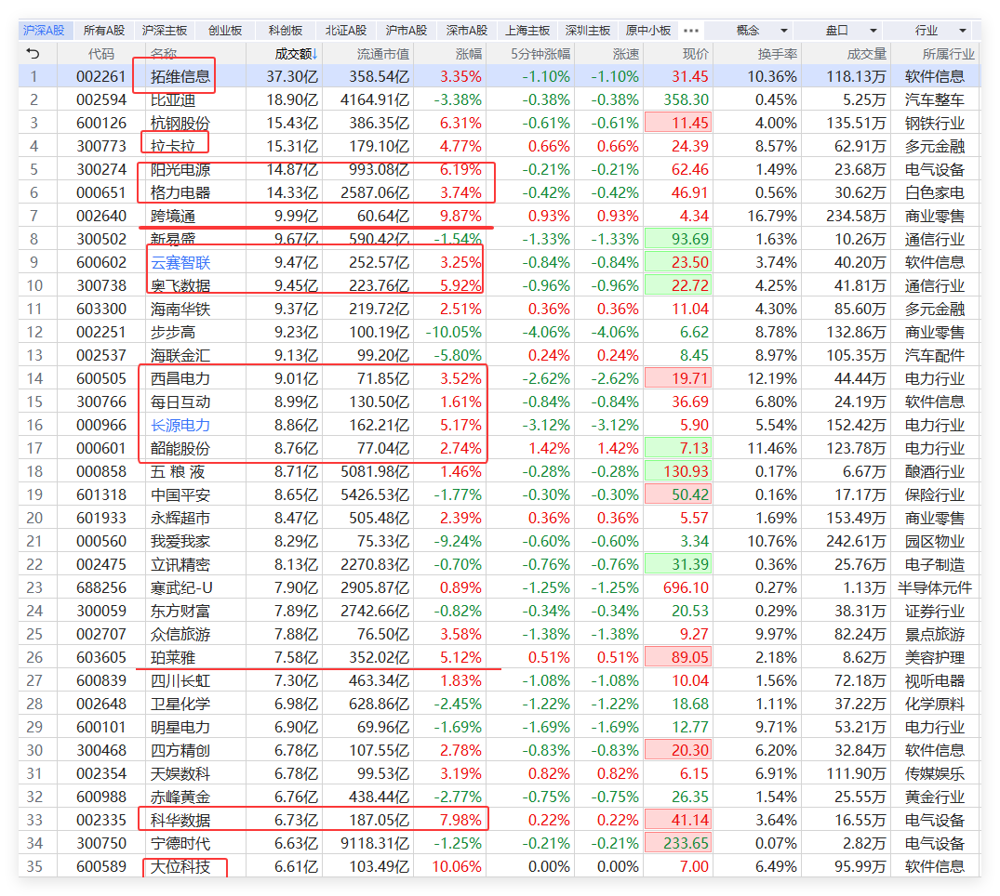 沪深A股 所有A股 沪深主板 创业板 科创板 北证A股 沪市A股 深市A股 上海主板 深圳主板 原中小板 ••• 概念 盘口 行业
代码 名称 成交额↓ 流通市值 涨幅 5分钟涨幅 涨速 现价 换手率 成交量 所属行业
1 002261 拓维信息 37.30亿 358.54亿 3.35% -1.10% -1.10% 31.45 10.36% 118.13万 软件信息
2 002594 比亚迪 18.90亿 4164.91亿 -3.38% -0.38% -0.38% 358.30 0.45% 5.25万 汽车整车
3 600126 杭钢股份 15.43亿 386.35亿 6.31% -0.61% -0.61% 11.45 4.00% 135.51万 钢铁行业
4 300773 拉卡拉 15.31亿 179.10亿 4.77% 0.66% 0.66% 24.39 8.57% 62.91万 多元金融
5 300274 阳光电源 14.87亿 993.08亿 6.19% -0.21% -0.21% 62.46 1.49% 23.68万 电气设备
6 000651 格力电器 14.33亿 2587.06亿 3.74% -0.42% -0.42% 46.91 0.56% 30.62万 白色家电
7 002640 跨境通 9.99亿 60.64亿 9.87% 0.93% 0.93% 4.34 16.79% 234.58万 商业零售
8 300502 新易盛 9.67亿 590.42亿 -1.54% -1.33% -1.33% 93.69 1.63% 10.26万 通信行业
9 600602 云赛智联 9.47亿 252.57亿 3.25% -0.84% -0.84% 23.50 3.74% 40.20万 软件信息
10 300738 奥飞数据 9.45亿 223.76亿 5.92% -0.96% -0.96% 22.72 4.25% 41.81万 通信行业
11 603300 海南华铁 9.37亿 219.72亿 2.51% 0.36% 0.36% 11.04 4.30% 85.60万 多元金融
12 002251 步步高 9.23亿 100.19亿 -10.05% -4.06% -4.06% 6.62 8.78% 132.86万 商业零售
13 002537 海联金汇 9.13亿 99.20亿 -5.80% 0.24% 0.24% 8.45 8.97% 105.35万 汽车配件
14 600505 西昌电力 9.01亿 71.85亿 3.52% -2.62% -2.62% 19.71 12.19% 44.44万 电力行业
15 300766 每日互动 8.99亿 130.50亿 1.61% -0.84% -0.84% 36.69 6.80% 24.19万 软件信息
16 000966 长源电力 8.86亿 162.21亿 5.17% -3.12% -3.12% 5.90 5.54% 152.42万 电力行业
17 000601 韶能股份 8.76亿 77.04亿 2.74% 1.42% 1.42% 7.13 11.46% 123.78万 电力行业
18 000858 五 粮 液 8.71亿 5081.98亿 1.46% -0.28% -0.28% 130.93 0.17% 6.67万 酿酒行业
19 601318 中国平安 8.65亿 5426.53亿 -1.77% -0.30% -0.30% 50.42 0.16% 17.17万 保险行业
20 601933 永辉超市 8.47亿 505.48亿 2.39% 0.36% 0.36% 5.57 1.69% 153.49万 商业零售
21 000560 我爱我家 8.29亿 75.33亿 -9.24% -0.60% -0.60% 3.34 10.76% 242.61万 园区物业
22 002475 立讯精密 8.13亿 2270.83亿 -0.70% -0.76% -0.76% 31.39 0.36% 25.76万 电子制造
23 688256 寒武纪-U 7.90亿 2905.87亿 0.89% -1.25% -1.25% 696.10 0.27% 1.13万 半导体元件
24 300059 东方财富 7.89亿 2742.66亿 -0.82% -0.34% -0.34% 20.53 0.29% 38.31万 证券行业
25 002707 众信旅游 7.88亿 76.50亿 3.58% -1.38% -1.38% 9.27 9.97% 82.24万 景点旅游
26 603605 珀莱雅 7.58亿 352.02亿 5.12% 0.51% 0.51% 89.05 2.18% 8.62万 美容护理
27 600839 四川长虹 7.30亿 463.34亿 1.83% -1.08% -1.08% 10.04 1.56% 72.18万 视听电器
28 002648 卫星化学 6.98亿 628.86亿 -2.45% -1.22% -1.22% 18.68 1.11% 37.22万 化学原料
29 600101 明星电力 6.90亿 69.96亿 -1.69% -1.69% -1.69% 12.77 9.71% 53.21万 电力行业
30 300468 四方精创 6.78亿 107.55亿 2.78% -0.83% -0.83% 20.30 6.20% 32.84万 软件信息
31 002354 天娱数科 6.78亿 99.53亿 3.19% 0.82% 0.82% 6.15 6.91% 111.90万 传媒娱乐
32 600988 赤峰黄金 6.76亿 438.44亿 -2.77% -0.75% -0.75% 26.35 1.54% 25.55万 黄金行业
33 002335 科华数据 6.73亿 187.05亿 7.98% 0.22% 0.22% 41.14 3.64% 16.55万 电气设备
34 300750 宁德时代 6.63亿 9118.31亿 -1.25% -0.21% -0.21% 233.65 0.07% 2.82万 电气设备
35 600589 大位科技 6.61亿 103.49亿 10.06% 0.00% 0.00% 7.00 6.49% 95.99万 软件信息